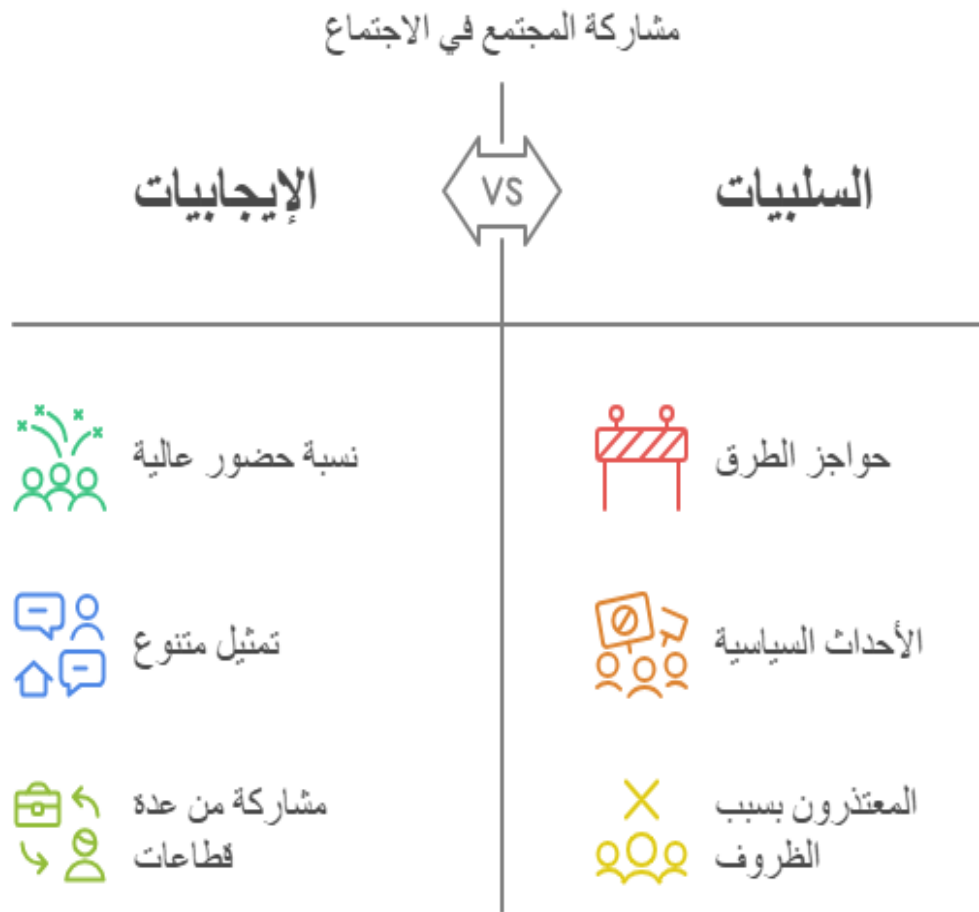 مشاركة المجتمع في الاجتماع
السلبيات
VS
الإيجابيات
حواجز الطرق
الأحداث السياسية
المعتذرون بسبب
الظروف
نسبة حضور عالية
تمثيل متنوع
مشاركة من عدة
قطاعات